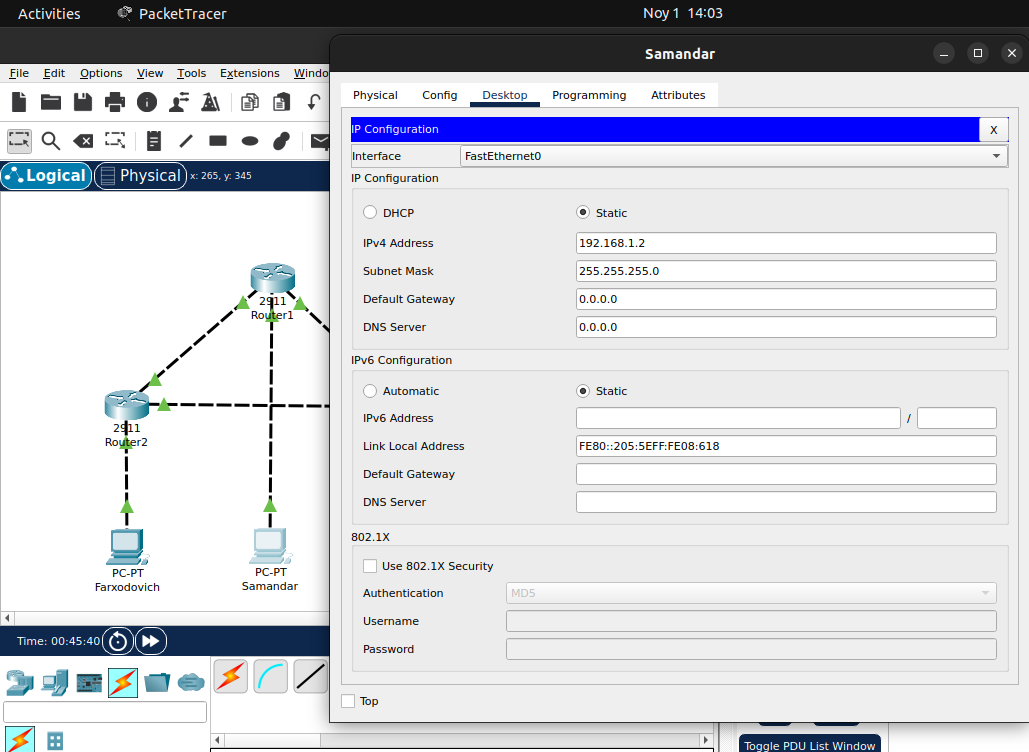 Activities PacketTracer Noy 1 14:03
Samandar
File Edit Options View Tools Extensions Windo
Physical Config Desktop Programming Attributes
IP Configuration X
Interface FastEthernet0
IP Configuration
Logical Physical x: 265, y: 345
DHCP Static
IPv4 Address 192.168.1.2
Subnet Mask 255.255.255.0
Default Gateway 0.0.0.0
DNS Server 0.0.0.0
2911
Router1
IPv6 Configuration
Automatic Static
IPv6 Address /
Link Local Address FE80::205:5EFF:FE08:618
Default Gateway
DNS Server
2911
Router2
802.1X
Use 802.1X Security
Authentication MD5
Username
Password
PC-PT
Farxodovich
PC-PT
Samandar
Time: 00:45:40
Top
Toggle PDU List Window